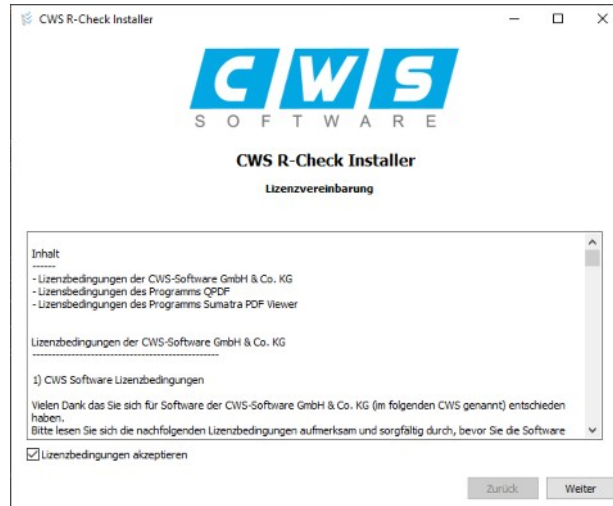 CWS R-Check Installer
CWS
SOFTWARE
CWS R-Check Installer
Lizenzvereinbarung
Inhalt
------
- Lizenzbedingungen der CWS-Software GmbH & Co. KG
- Lizensbedingungen des Programms QPDF
- Lizensbedingungen des Programms Sumatra PDF Viewer
Lizenzbedingungen der CWS-Software GmbH & Co. KG
------------------------------------------------
1) CWS Software Lizenzbedingungen
Vielen Dank das Sie sich für Software der CWS-Software GmbH & Co. KG (im folgenden CWS genannt) entschieden
haben.
Bitte lesen Sie sich die nachfolgenden Lizenzbedingungen aufmerksam und sorgfältig durch, bevor Sie die Software
Lizenzbedingungen akzeptieren
Zurück Weiter